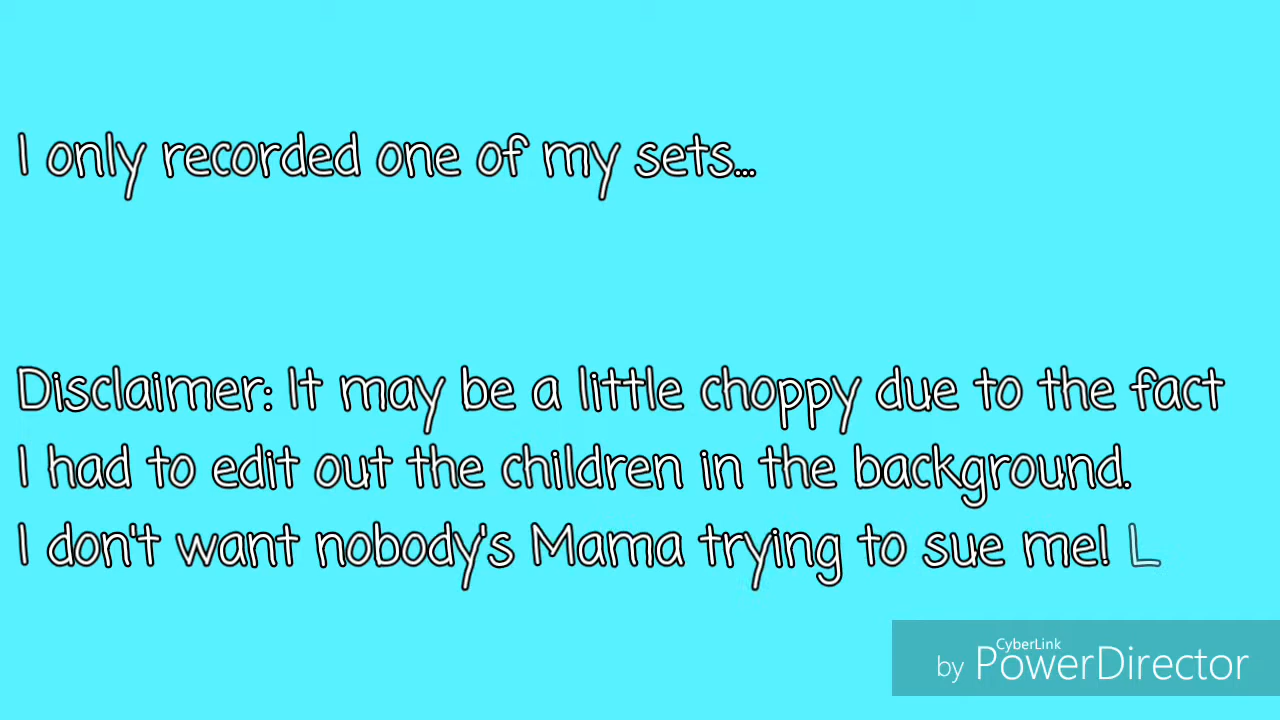 I only recorded one of my sets...
Disclaimer: It may be a little choppy due to the fact
I had to edit out the children in the background.
I don't want nobody's Mama trying to sue me! L
CyberLink
by PowerDirector